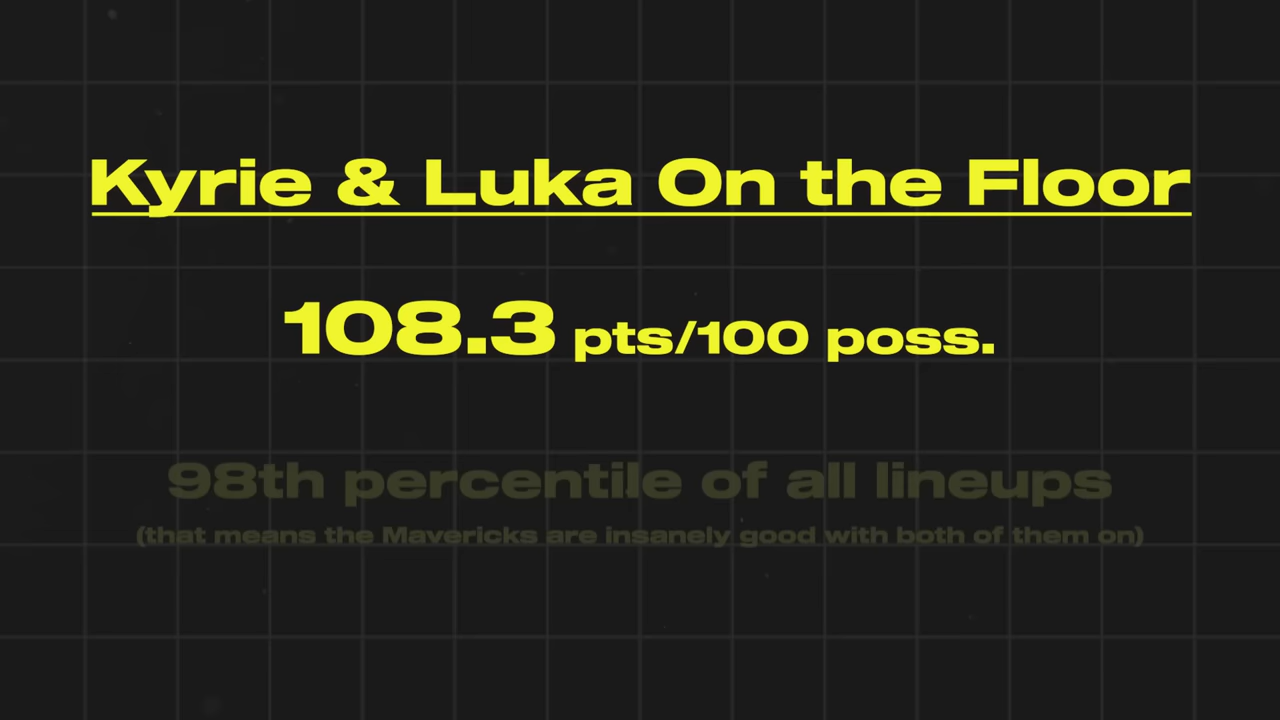 Kyrie & Luka On the Floor
108.3 pts/100 poss.
98th percentile of all lineups
(that means the Mavericks are insanely good with both of them on)